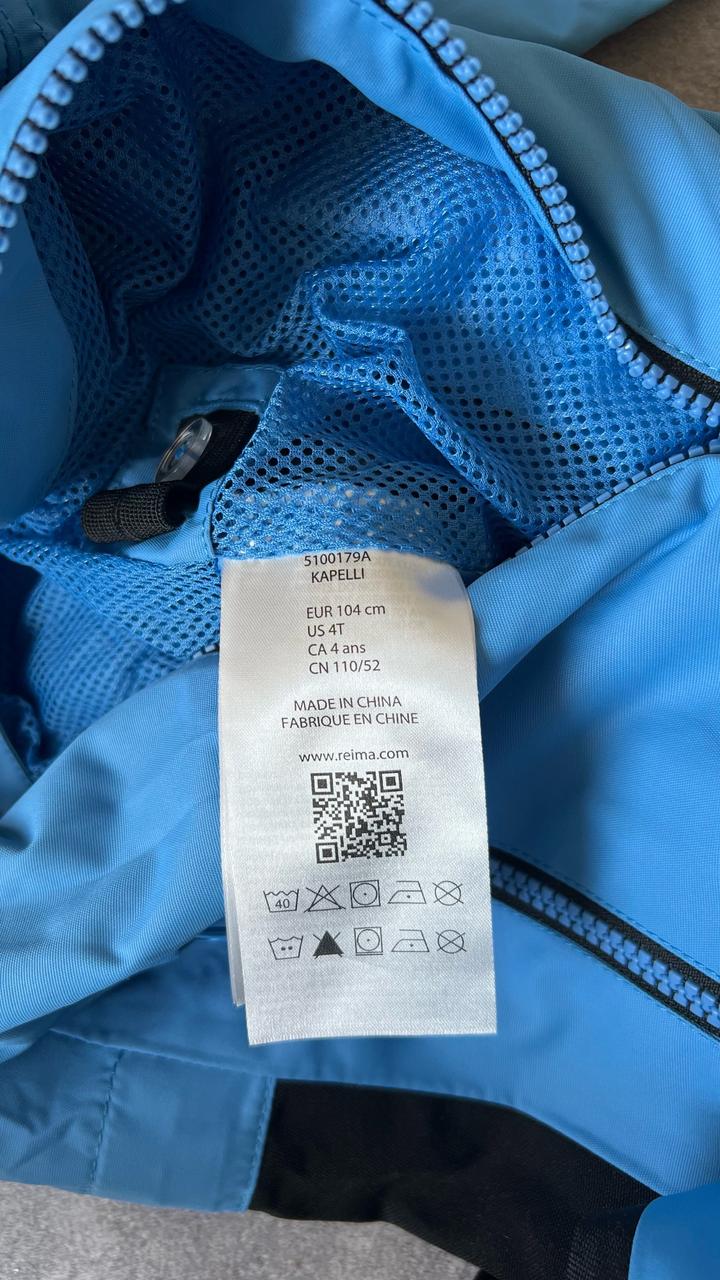 5100179A
KAPELLI
EUR 104 cm
US 4T
CA 4 ans
CN 110/52
MADE IN CHINA
FABRIQUE EN CHINE
www.reima.com
40